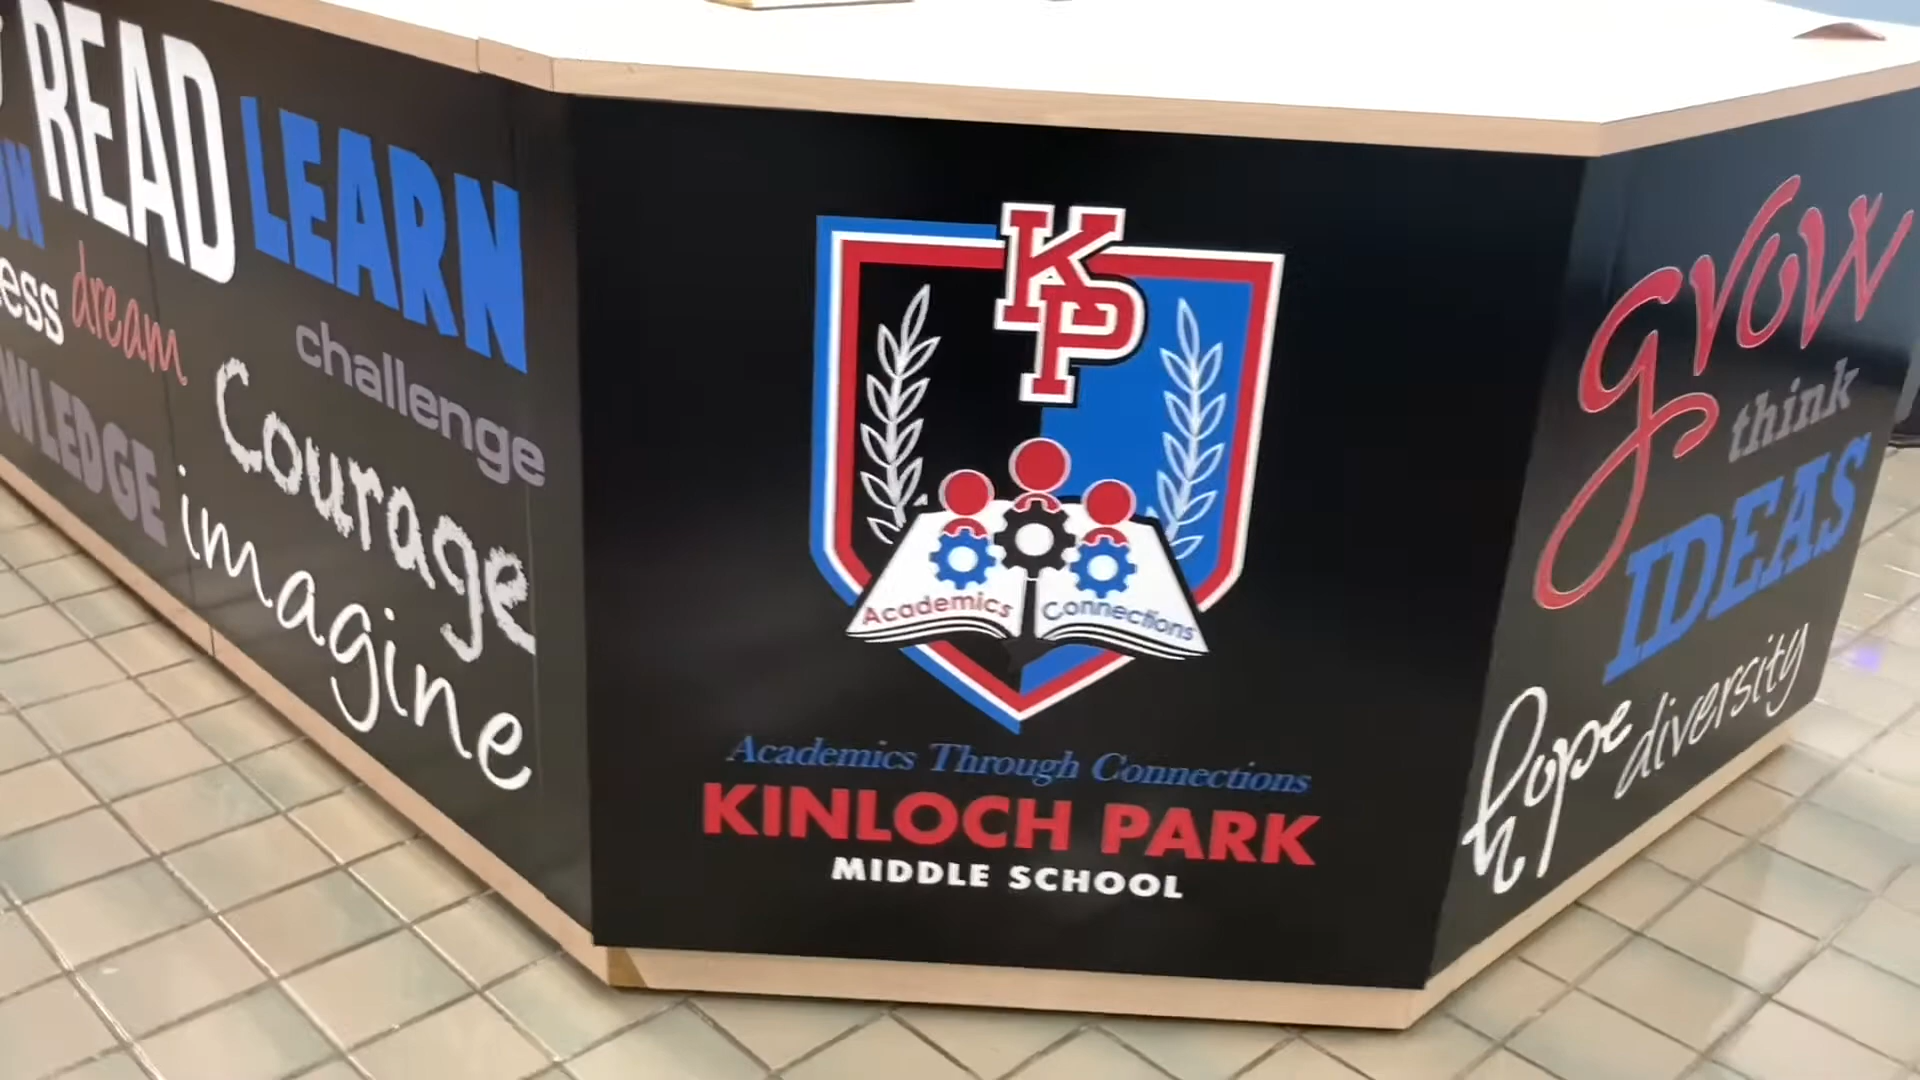 READ
LEARN
dream
challenge
Courage
imagine
KP
Academics
Connections
Academics Through Connections
KINLOCH PARK
MIDDLE SCHOOL
grow
think
IDEAS
hope
diversity